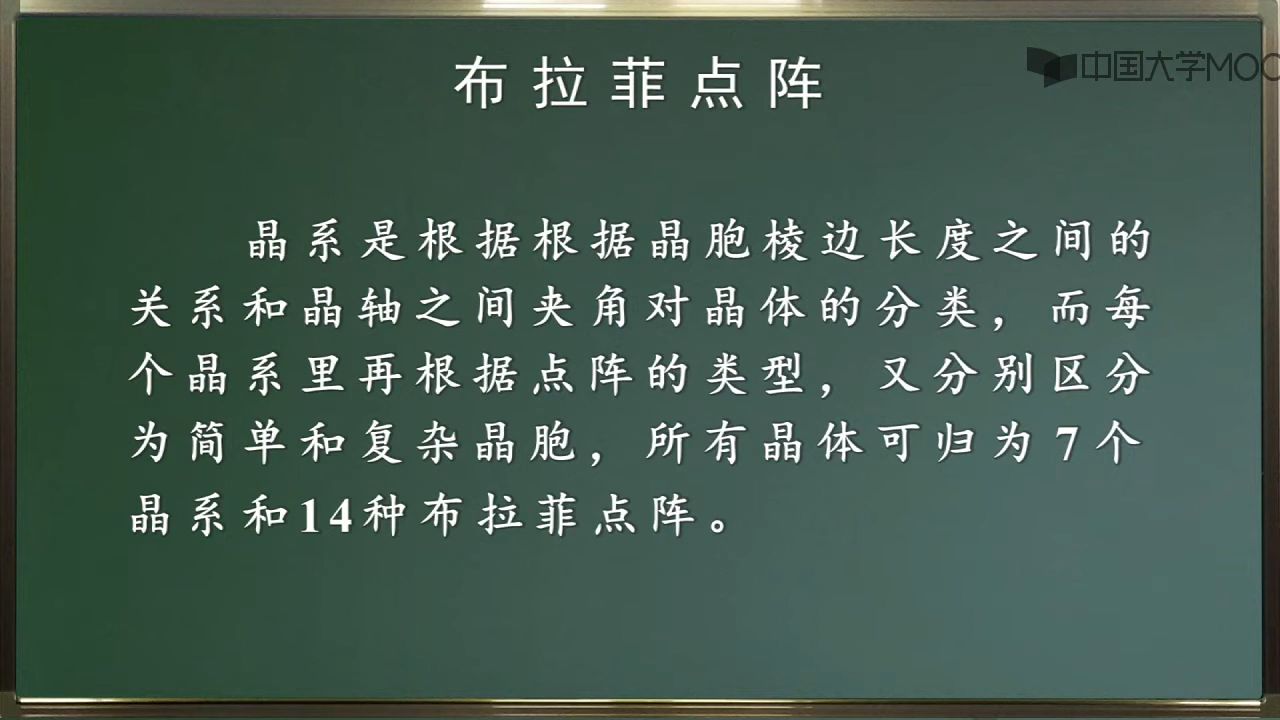 布拉菲点阵
中国大学MOO
晶系是根据根据晶胞棱边长度之间的
关系和晶轴之间夹角对晶体的分类，而每
个晶系里再根据点阵的类型，又分别区分
为简单和复杂晶胞，所有晶体可归为7个
晶系和14种布拉菲点阵。